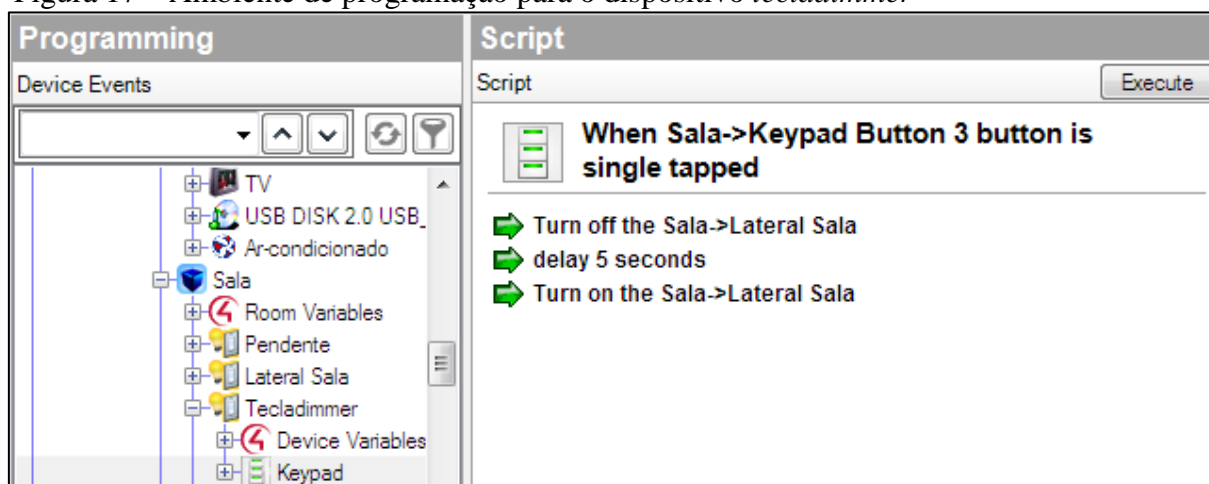 Figura 17 – Ambiente de programação para o dispositivo tecladimmer
Programming
Device Events
TV
USB DISK 2.0 USB_
Ar-condicionado
Sala
Room Variables
Pendente
Lateral Sala
Tecladimmer
Device Variables
Keypad
Script
Script
Execute
When Sala->Keypad Button 3 button is
single tapped
Turn off the Sala->Lateral Sala
delay 5 seconds
Turn on the Sala->Lateral Sala